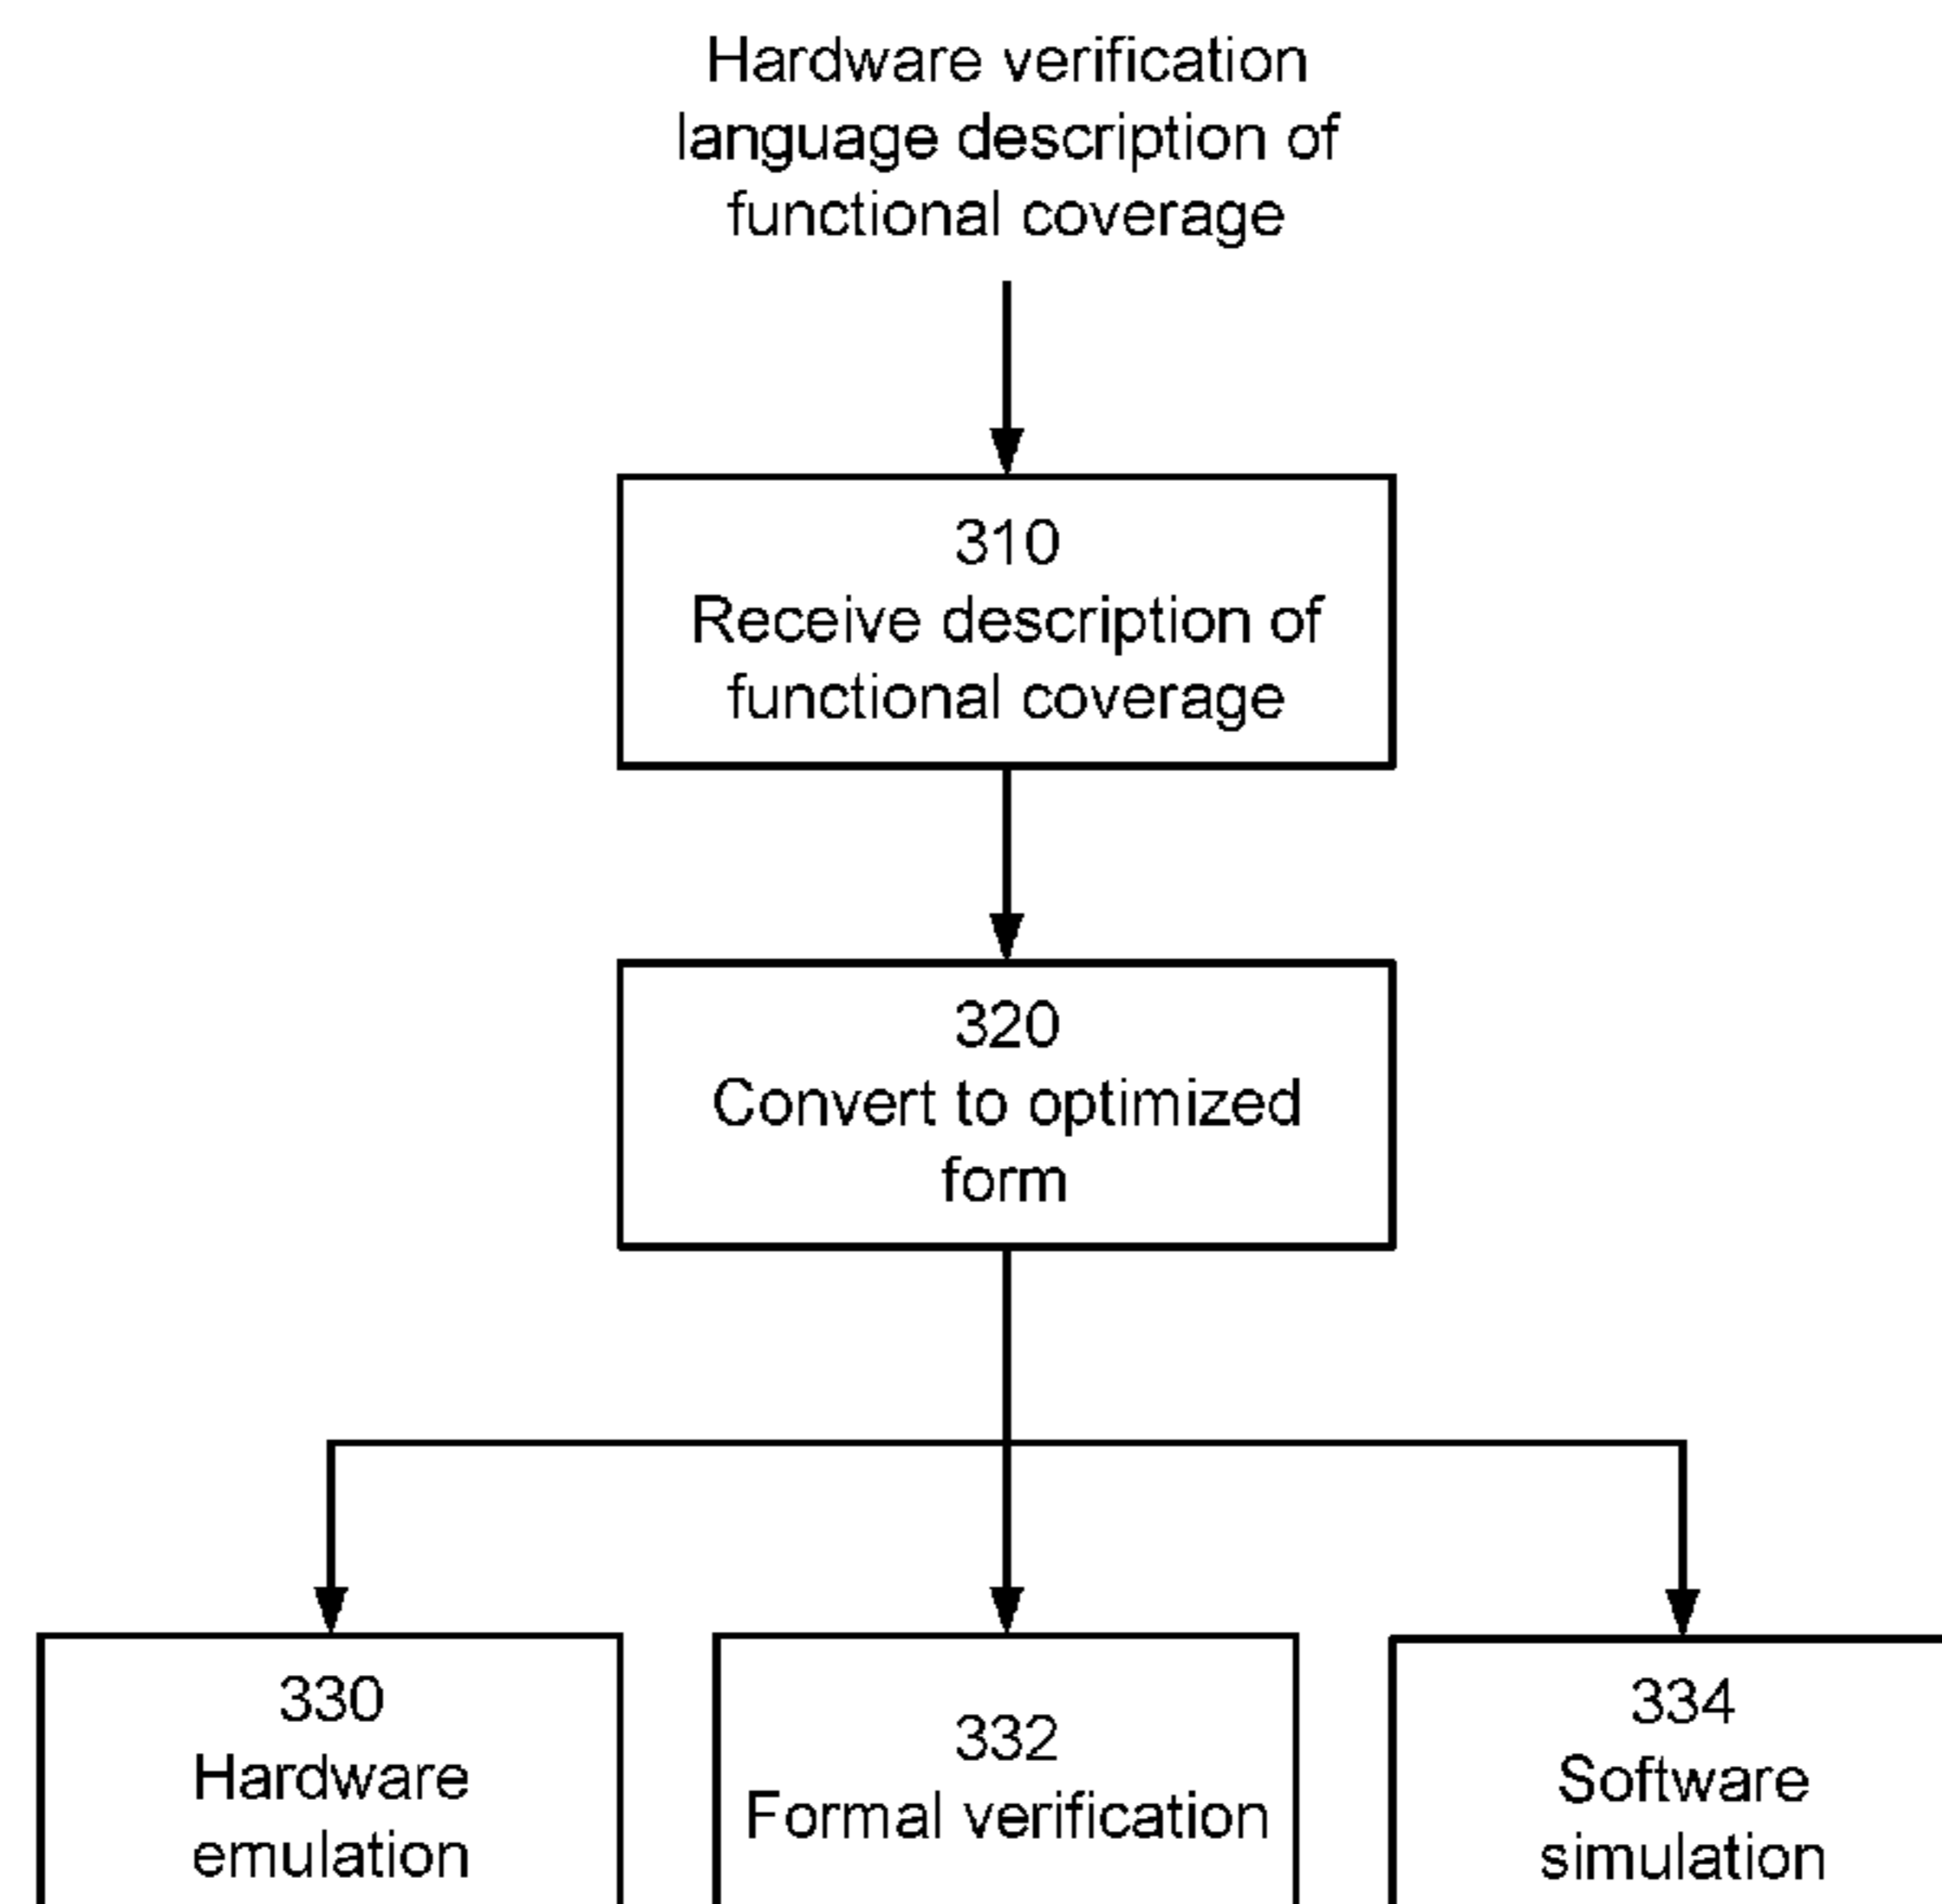 Hardware verification
language description of
functional coverage
310
Receive description of
functional coverage
320
Convert to optimized
form
330
Hardware
emulation
332
Formal verification
334
Software
simulation